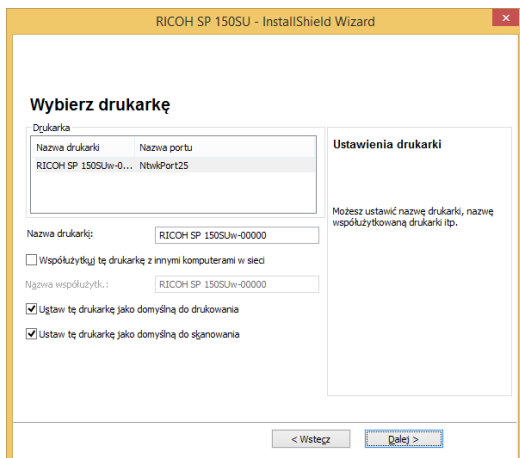 RICOH SP 150SU - InstallShield Wizard
Wybierz drukarkę
Drukarka
Nazwa drukarki Nazwa portu
RICOH SP 150SUw-0... NtwkPort25
Nazwa drukarki:
RICOH SP 150SUw-00000
Współużytkuj tę drukarkę z innymi komputerami w sieci
Nazwa współużytk.:
RICOH SP 150SUw-00000
Ustaw tę drukarkę jako domyślną do drukowania
Ustaw tę drukarkę jako domyślną do skanowania
Ustawienia drukarki
Możesz ustawić nazwę drukarki, nazwę
współużytkowaną drukarki itp.
< Wstecz
Dalej >